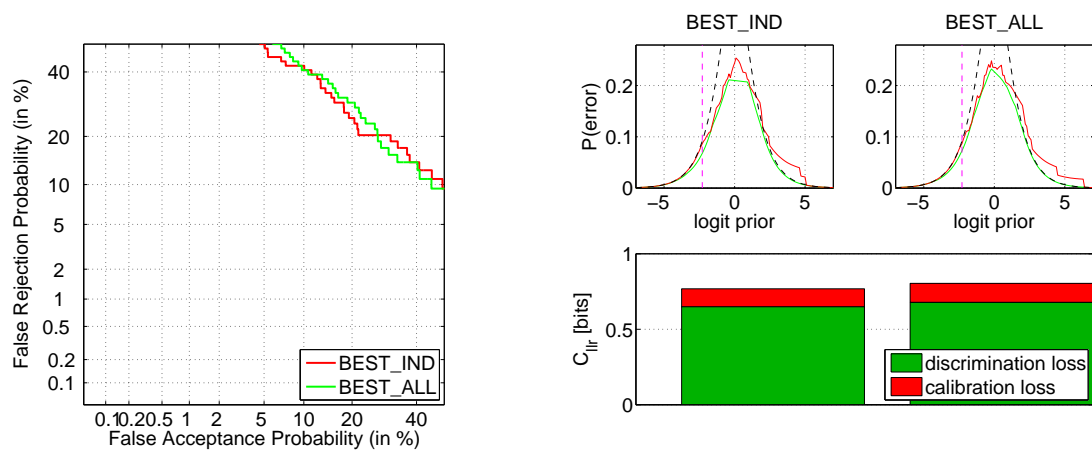 False Rejection Probability (in %)
40
20
10
5
2
1
0.5
0.2
0.1
0.1 0.2 0.5 1 2 5 10 20 40
False Acceptance Probability (in %)
BEST_IND
BEST_ALL
BEST_IND
P(error)
0.2
0.1
0
−5 0 5
logit prior
BEST_ALL
0.2
0.1
0
−5 0 5
logit prior
C_llr [bits]
1
0.5
0
discrimination loss
calibration loss